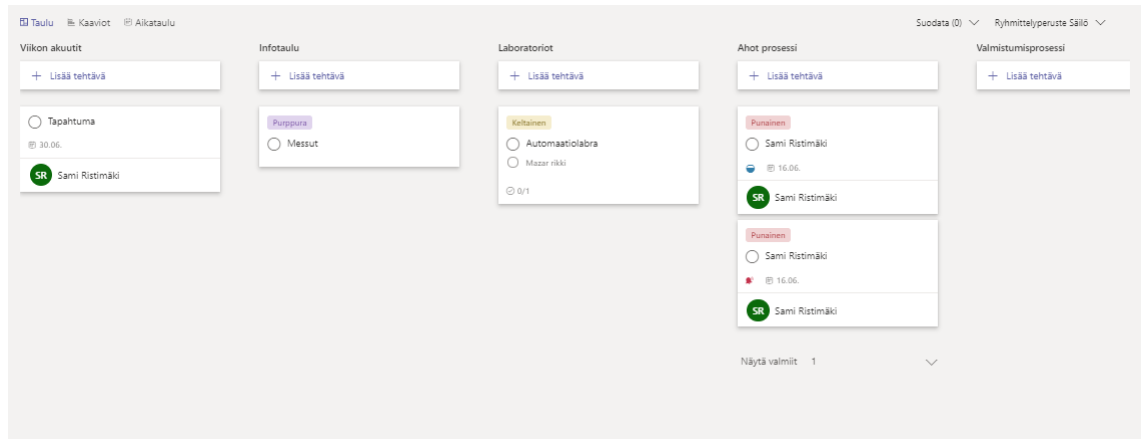 Taulu Kaaviot Aikataulu Suodata (0) Ryhmittelyperuste Säilö
Viikon akuutit
+ Lisää tehtävä
Tapahtuma
30.06.
SR Sami Ristimäki
Infotaulu
+ Lisää tehtävä
Purppura
Messut
Laboratoriot
+ Lisää tehtävä
Keltainen
Automaatiolabra
Mazar rikki
0/1
Ahot prosessi
+ Lisää tehtävä
Punainen
Sami Ristimäki
16.06.
SR Sami Ristimäki
Punainen
Sami Ristimäki
16.06.
SR Sami Ristimäki
Näytä valmiit 1
Valmistumisprosessi
+ Lisää tehtävä